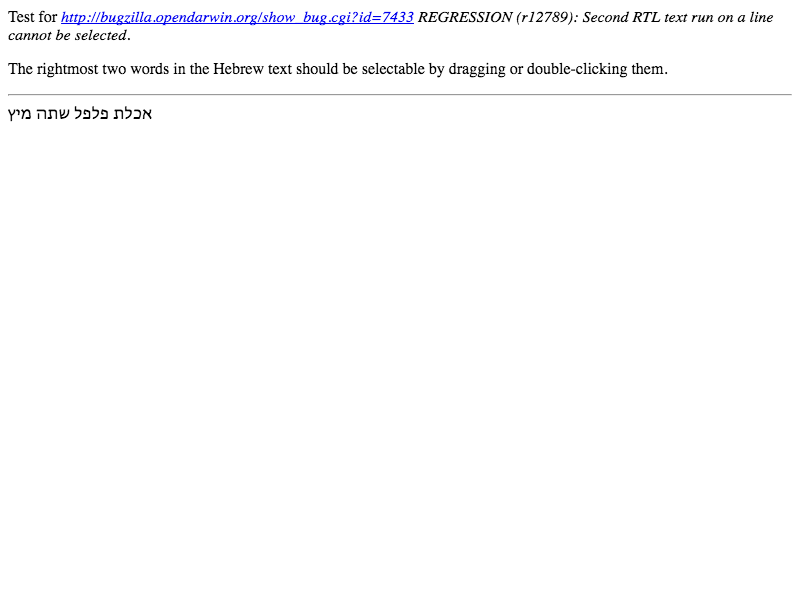 Test for http://bugzilla.opendarwin.org/show_bug.cgi?id=7433 REGRESSION (r12789): Second RTL text run on a line
cannot be selected.
The rightmost two words in the Hebrew text should be selectable by dragging or double-clicking them.
אכלת פלפל שתה מיץ